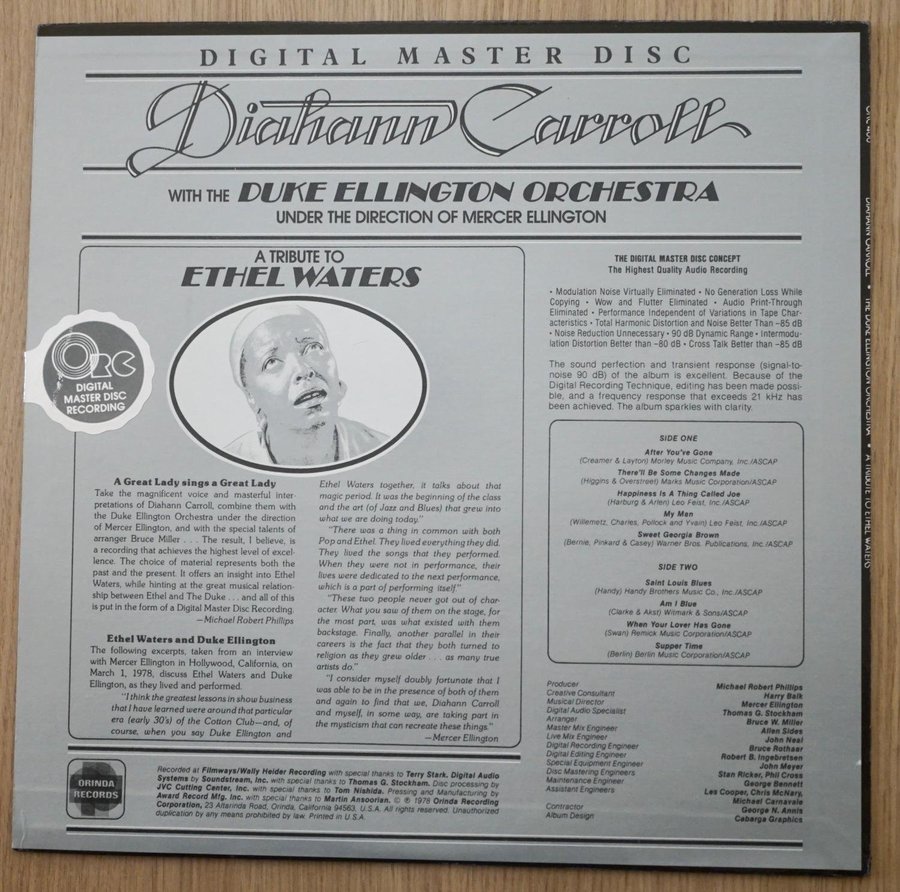 DIGITAL MASTER DISC
Diahann Carroll
WITH THE DUKE ELLINGTON ORCHESTRA
UNDER THE DIRECTION OF MERCER ELLINGTON
A TRIBUTE TO
ETHEL WATERS
ORC
DIGITAL
MASTER DISC
RECORDING
A Great Lady sings a Great Lady
Take the magnificent voice and masterful inter-
pretations of Diahann Carroll, combine them with
the Duke Ellington Orchestra under the direction
of Mercer Ellington, and with the special talents of
arranger Bruce Miller . . . The result, I believe, is
a recording that achieves the highest level of excel-
lence. The choice of material represents both the
past and the present. It offers an insight into Ethel
Waters, while hinting at the great musical relation-
ship between Ethel and The Duke . . . and all of this
is put in the form of a Digital Master Disc Recording.
—Michael Robert Phillips
Ethel Waters and Duke Ellington
The following excerpts, taken from an interview
with Mercer Ellington in Hollywood, California, on
March 1, 1978, discuss Ethel Waters and Duke
Ellington, as they lived and performed.
"I think the greatest lessons in show business
that I have learned were around that particular
era (early 30's) of the Cotton Club—and, of
course, when you say Duke Ellington and
Ethel Waters together, it talks about that
magic period. It was the beginning of the class
and the art (of Jazz and Blues) that grew into
what we are doing today."
"There was a thing in common with both
Pop and Ethel. They lived everything they did.
They lived the songs that they performed.
When they were not in performance, their
lives were dedicated to the next performance,
which is a part of performing itself."
"These two people never got out of char-
acter. What you saw of them on the stage, for
the most part, was what existed with them
backstage. Finally, another parallel in their
careers is the fact that they both turned to
religion as they grew older . . . as many true
artists do."
"I consider myself doubly fortunate that I
was able to be in the presence of both of them
and again to find that we, Diahann Carroll
and myself, in some way, are taking part in
the mysticism that can recreate these things."
—Mercer Ellington
THE DIGITAL MASTER DISC CONCEPT
The Highest Quality Audio Recording
• Modulation Noise Virtually Eliminated • No Generation Loss While
Copying • Wow and Flutter Eliminated • Audio Print-Through
Eliminated • Performance Independent of Variations in Tape Char-
acteristics • Total Harmonic Distortion and Noise Better Than –85 dB
• Noise Reduction Unnecessary • 90 dB Dynamic Range • Intermodu-
lation Distortion Better than –80 dB • Cross Talk Better than –85 dB
The sound perfection and transient response (signal-to-
noise 90 dB) of the album is excellent. Because of the
Digital Recording Technique, editing has been made possi-
ble, and a frequency response that exceeds 21 kHz has
been achieved. The album sparkles with clarity.
SIDE ONE
After You've Gone
(Creamer & Layton) Morley Music Company, Inc./ASCAP
There'll Be Some Changes Made
(Higgins & Overstreet) Marks Music Corporation/ASCAP
Happiness Is A Thing Called Joe
(Harburg & Arlen) Leo Feist, Inc./ASCAP
My Man
(Willemetz, Charles, Pollock and Yvain) Leo Feist, Inc./ASCAP
Sweet Georgia Brown
(Bernie, Pinkard & Casey) Warner Bros. Publications, Inc./ASCAP
SIDE TWO
Saint Louis Blues
(Handy) Handy Brothers Music Co., Inc./ASCAP
Am I Blue
(Clarke & Akst) Witmark & Sons/ASCAP
When Your Lover Has Gone
(Swan) Remick Music Corporation/ASCAP
Supper Time
(Berlin) Berlin Music Corporation/ASCAP
Producer Michael Robert Phillips
Creative Consultant Harry Balk
Musical Director Mercer Ellington
Digital Audio Specialist Thomas G. Stockham
Arranger Bruce W. Miller
Master Mix Engineer Allen Sides
Live Mix Engineer John Neal
Digital Recording Engineer Bruce Rothaar
Digital Editing Engineer Robert B. Ingebretsen
Special Equipment Engineer John Meyer
Disc Mastering Engineers Stan Ricker, Phil Cross
Maintenance Engineer George Bennett
Assistant Engineers Les Cooper, Chris McNary,
Michael Carnavale
Contractor George N. Annis
Album Design Cabarga Graphics
ORINDA
RECORDS
Recorded at Filmways/Wally Heider Recording with special thanks to Terry Stark. Digital Audio
Systems by Soundstream, Inc. with special thanks to Thomas G. Stockham. Disc processing by
JVC Cutting Center, Inc. with special thanks to Tom Nishida. Pressing and Manufacturing by
Award Record Mfg. Inc. with special thanks to Martin Ansoorian. © ℗ 1978 Orinda Recording
Corporation, 23 Altarinda Road, Orinda, California 94563, U.S.A. All rights reserved. Unauthorized
duplication by any means prohibited by law. Printed in U.S.A.
DIAHANN CARROLL • THE DUKE ELLINGTON ORCHESTRA • A TRIBUTE TO ETHEL WATERS